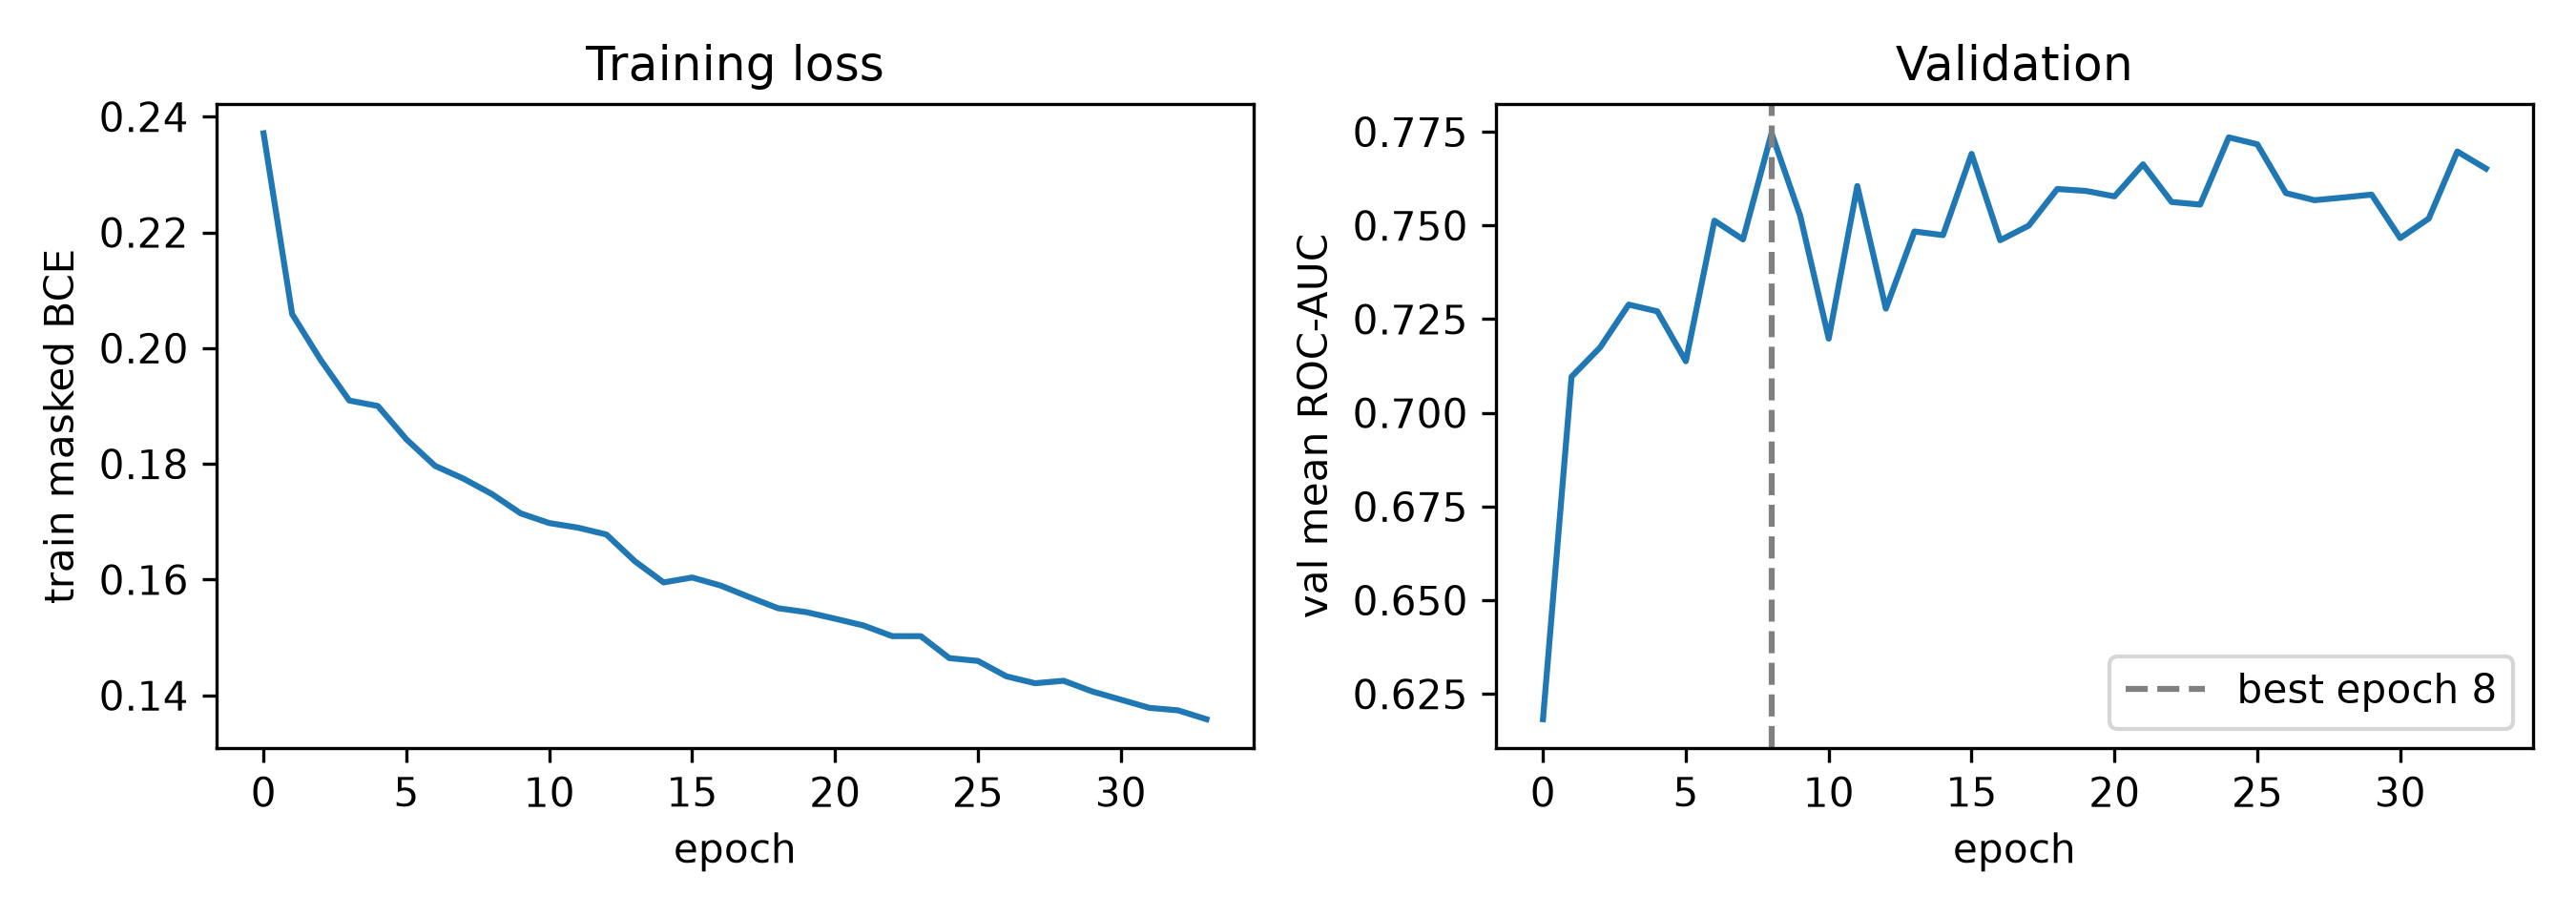 Training loss
train masked BCE
0.24
0.22
0.20
0.18
0.16
0.14
0 5 10 15 20 25 30
epoch
Validation
val mean ROC-AUC
0.775
0.750
0.725
0.700
0.675
0.650
0.625
best epoch 8
0 5 10 15 20 25 30
epoch